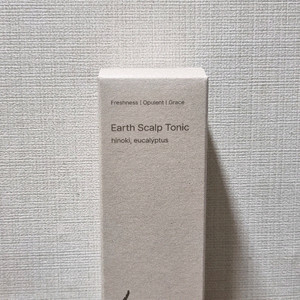 Freshness | Opulent | Grace
Earth Scalp Tonic
hinoki, eucalyptus